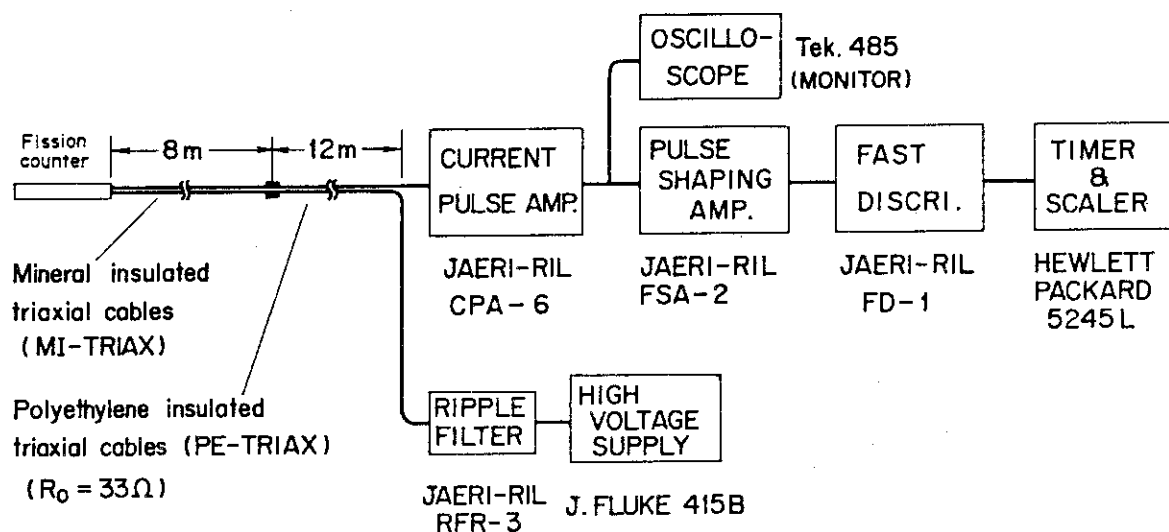 OSCILLO-
SCOPE
Tek. 485
(MONITOR)
Fission
counter
8m
12m
CURRENT
PULSE AMP.
PULSE
SHAPING
AMP.
FAST
DISCRI.
TIMER
&
SCALER
JAERI-RIL
CPA-6
JAERI-RIL
FSA-2
JAERI-RIL
FD-1
HEWLETT
PACKARD
5245L
Mineral insulated
triaxial cables
(MI-TRIAX)
Polyethylene insulated
triaxial cables (PE-TRIAX)
(R₀ = 33Ω)
RIPPLE
FILTER
HIGH
VOLTAGE
SUPPLY
JAERI-RIL
RFR-3
J. FLUKE 415B